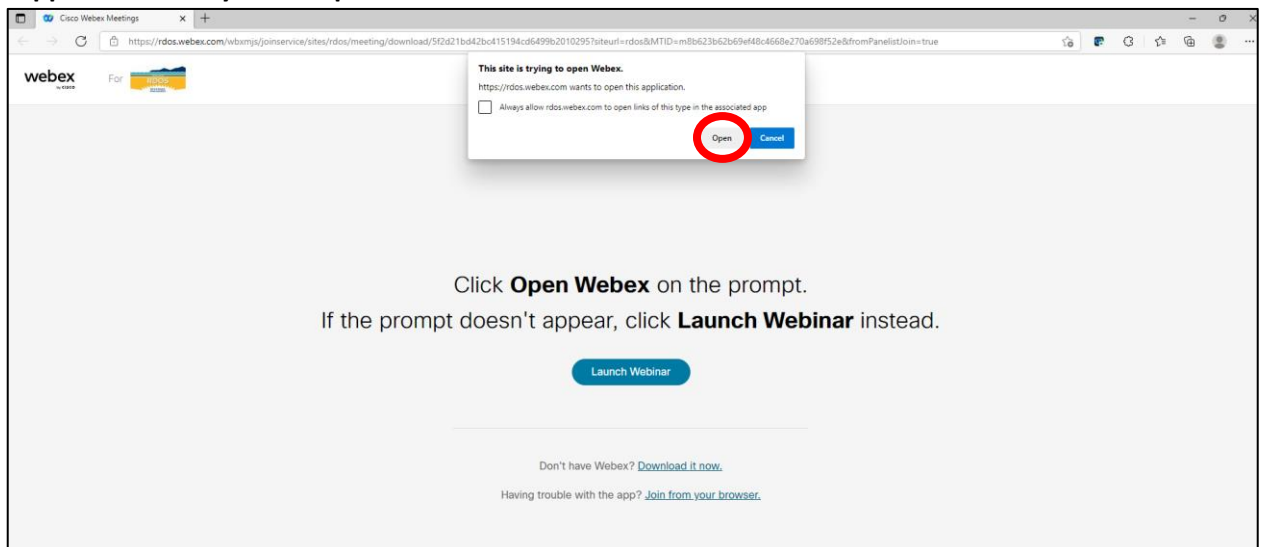 Cisco Webex Meetings
https://rdos.webex.com/wbxmjs/joinservice/sites/rdos/meeting/download/5f2d21bd42bc415194cd6499b2010295?siteurl=rdos&MTID=m8b623b62b69ef48c4668e270a698f52e&fromPanelistJoin=true
webex
by CISCO
For
RDOS
This site is trying to open Webex.
https://rdos.webex.com wants to open this application.
Always allow rdos.webex.com to open links of this type in the associated app
Open Cancel
Click Open Webex on the prompt.
If the prompt doesn't appear, click Launch Webinar instead.
Launch Webinar
Don't have Webex? Download it now.
Having trouble with the app? Join from your browser.